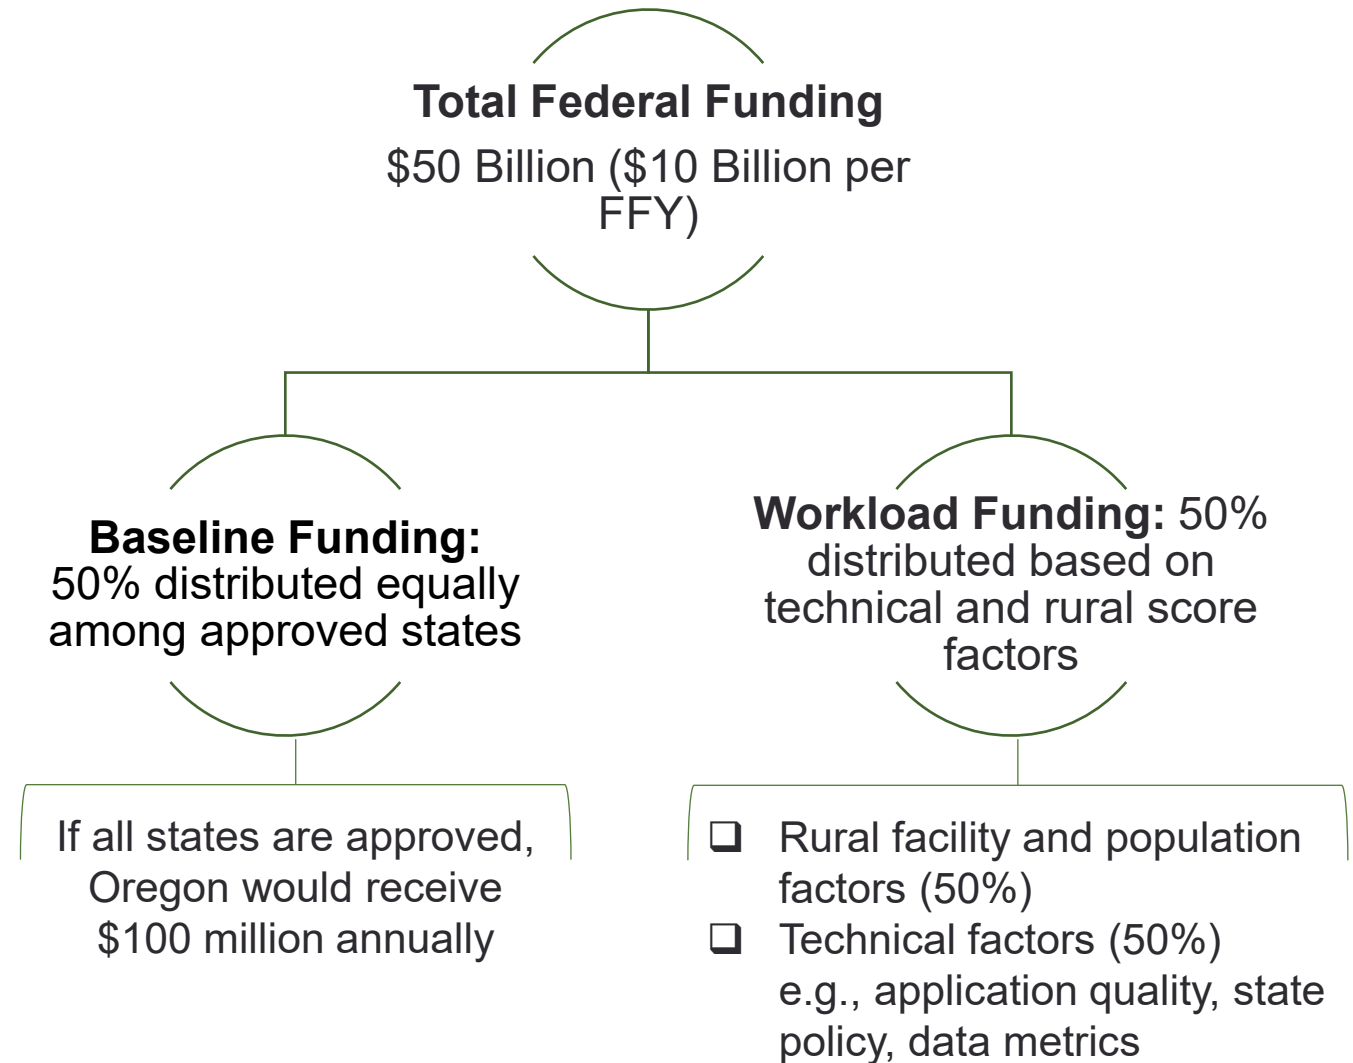 Total Federal Funding
$50 Billion ($10 Billion per
FFY)
Baseline Funding:
50% distributed equally
among approved states
Workload Funding: 50%
distributed based on
technical and rural score
factors
If all states are approved,
Oregon would receive
$100 million annually
❑ Rural facility and population
factors (50%)
❑ Technical factors (50%)
e.g., application quality, state
policy, data metrics